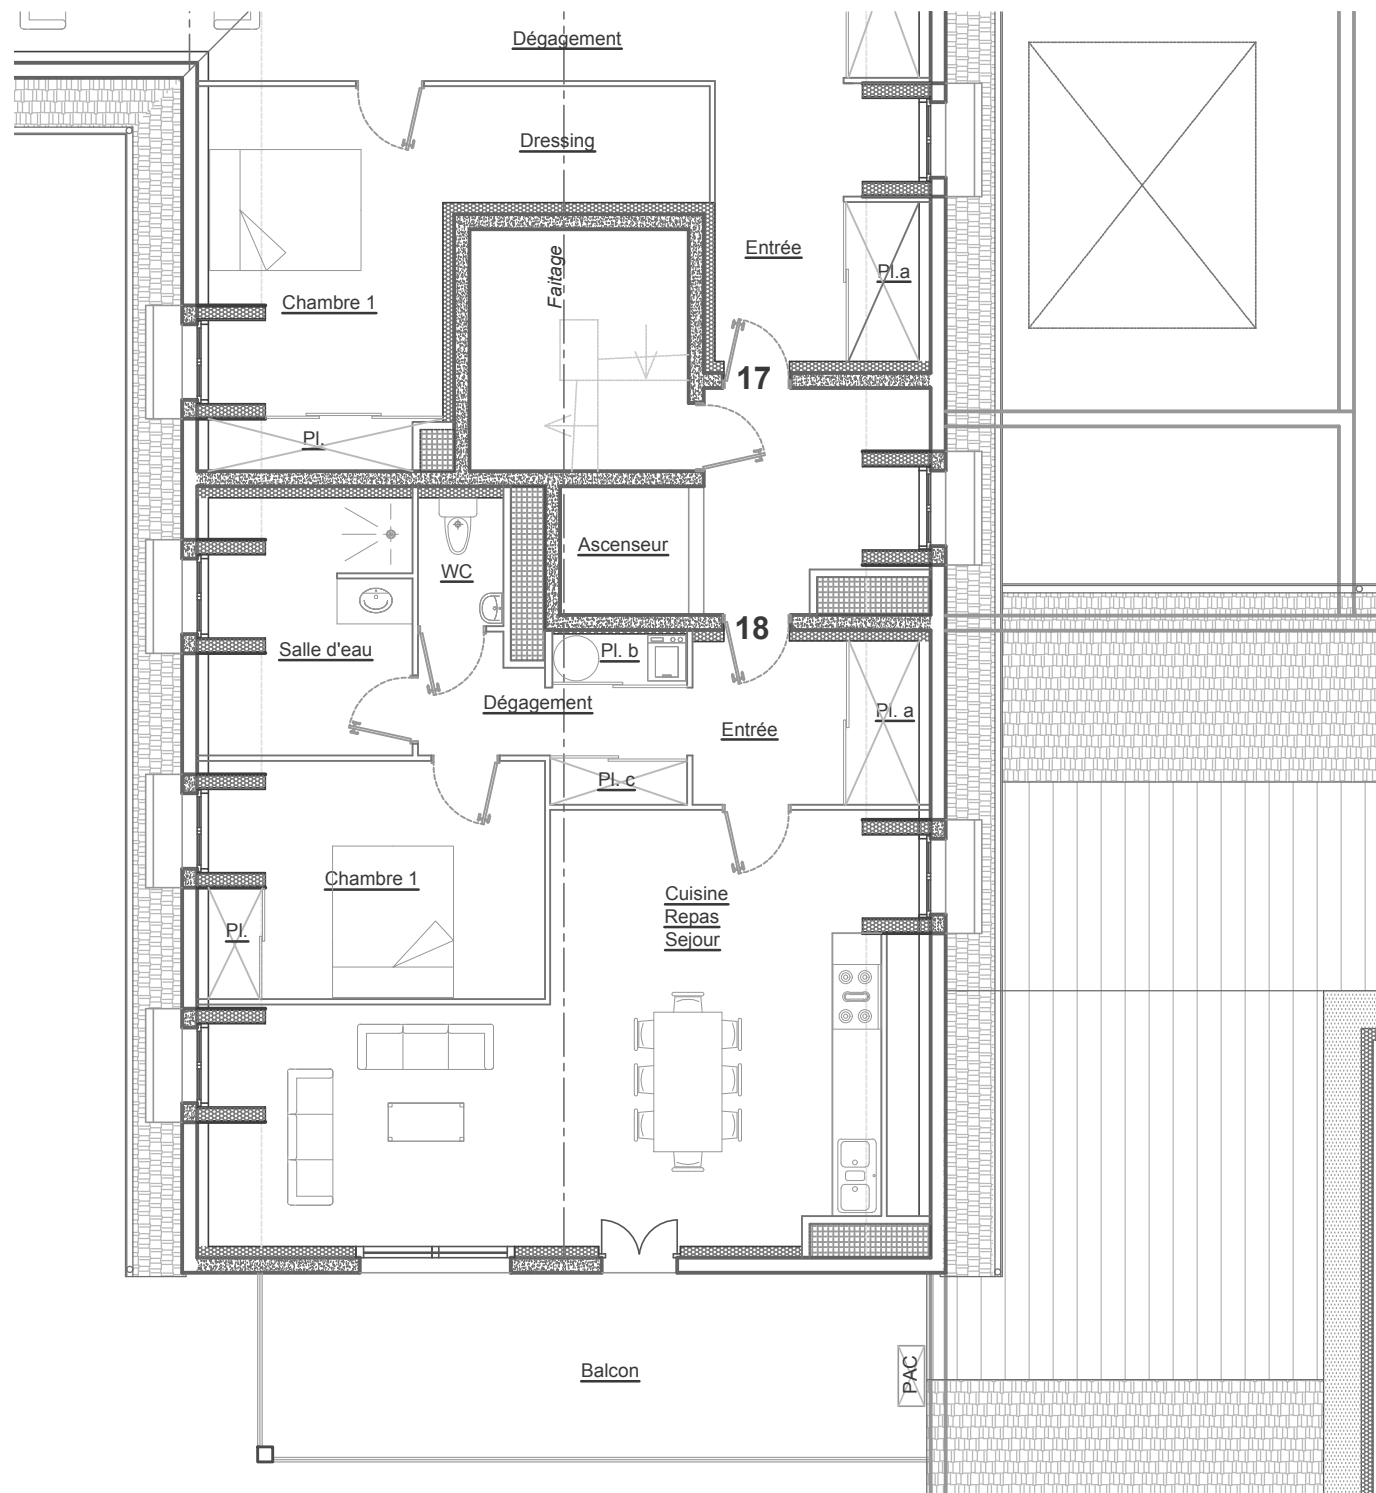 Dégagement
Dressing
Entrée
Faitage
Pl.a
Chambre 1
17
Pl.
Ascenseur
WC
18
Salle d'eau
Pl. b
Dégagement
Pl. a
Entrée
Pl. c
Chambre 1
Cuisine
Repas
Sejour
Pl.
Balcon
PAC